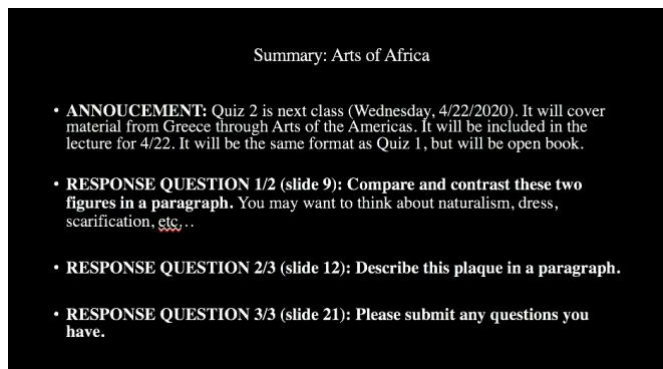 Summary: Arts of Africa
• ANNOUCEMENT: Quiz 2 is next class (Wednesday, 4/22/2020). It will cover
material from Greece through Arts of the Americas. It will be included in the
lecture for 4/22. It will be the same format as Quiz 1, but will be open book.
• RESPONSE QUESTION 1/2 (slide 9): Compare and contrast these two
figures in a paragraph. You may want to think about naturalism, dress,
scarification, etc…
• RESPONSE QUESTION 2/3 (slide 12): Describe this plaque in a paragraph.
• RESPONSE QUESTION 3/3 (slide 21): Please submit any questions you
have.